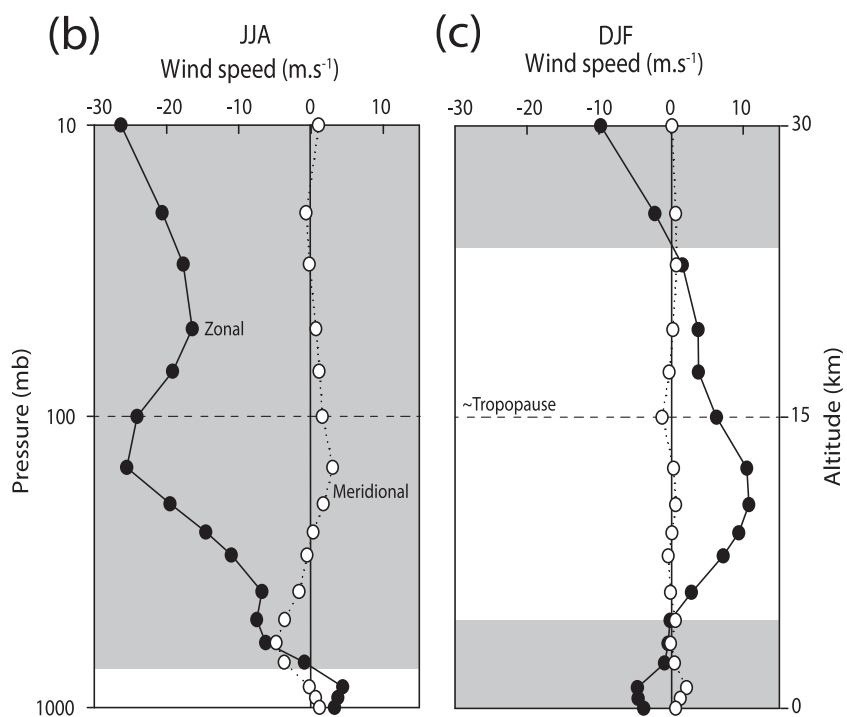 (b)
JJA
Wind speed (m.s⁻¹)
-30 -20 -10 0 10
10
100
1000
Pressure (mb)
Zonal
Meridional
(c)
DJF
Wind speed (m.s⁻¹)
-30 -20 -10 0 10
~Tropopause
30
15
0
Altitude (km)